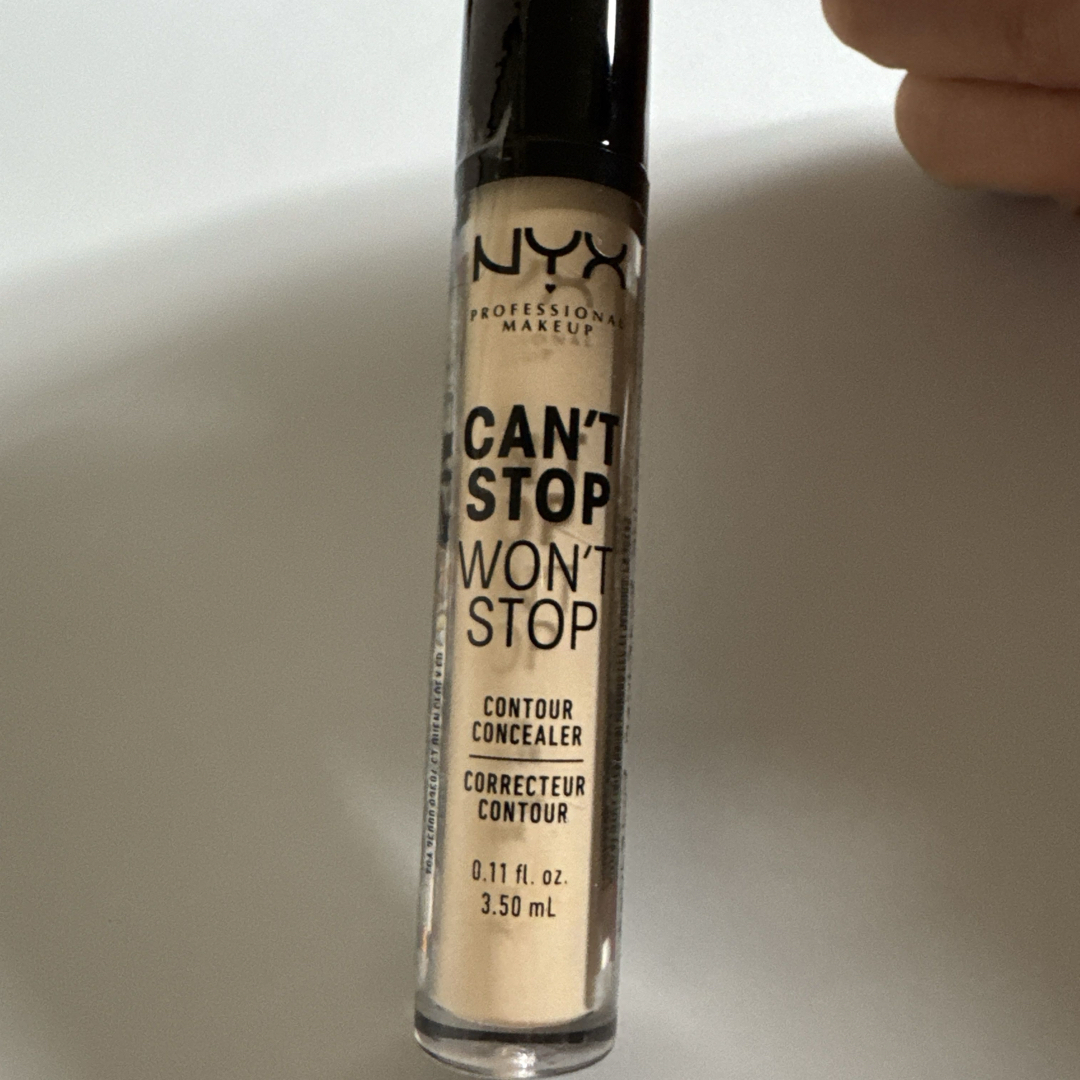 NYX
PROFESSIONAL
MAKEUP
CAN'T
STOP
WON'T
STOP
CONTOUR
CONCEALER
CORRECTEUR
CONTOUR
0.11 fl. oz.
3.50 mL